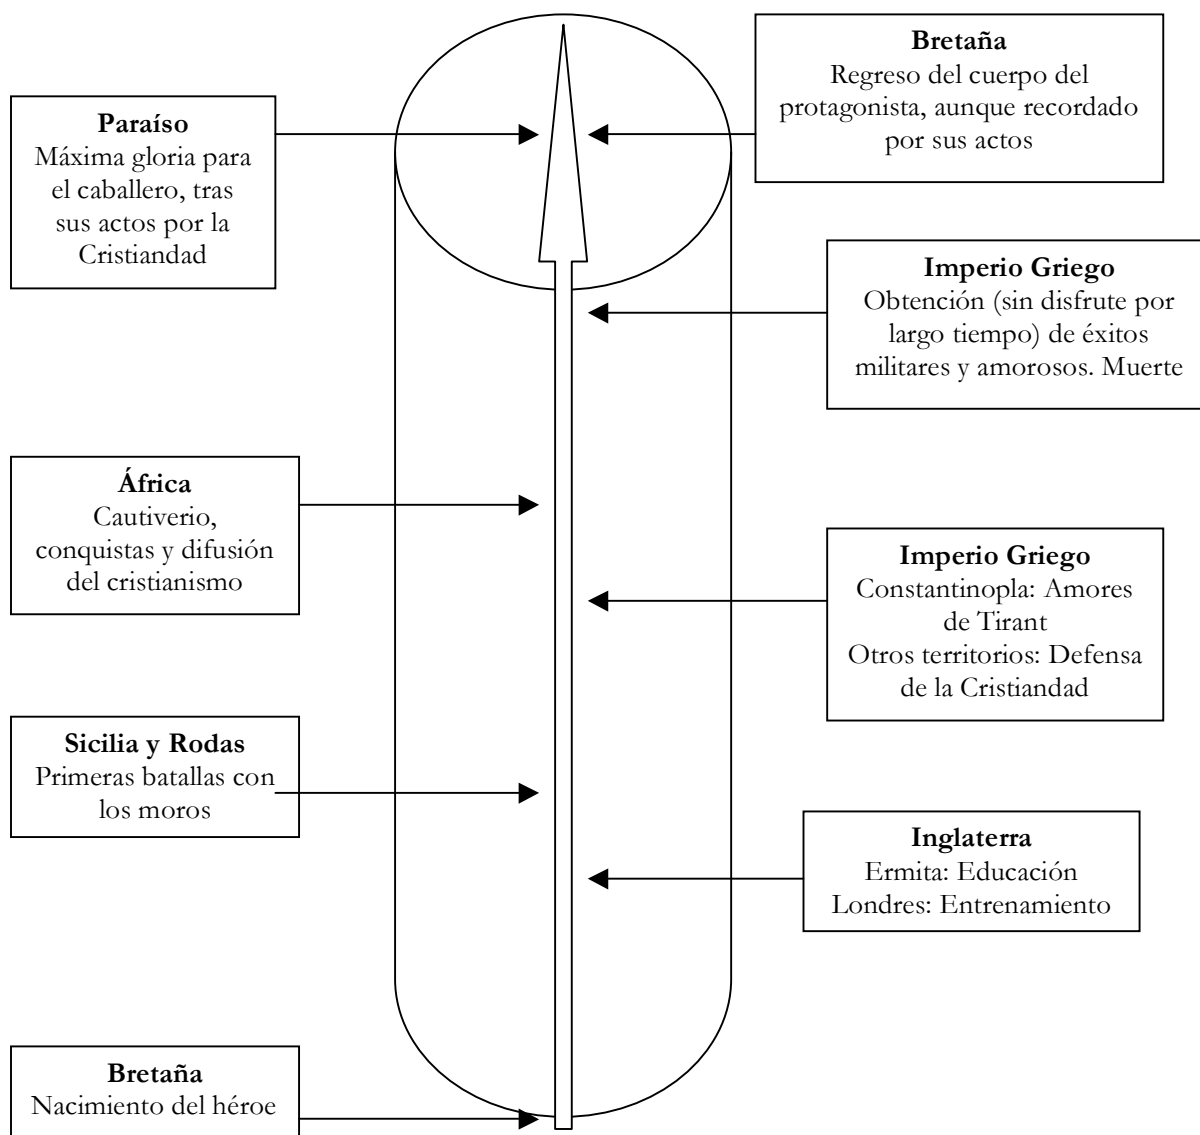 Bretaña
Regreso del cuerpo del
protagonista, aunque recordado
por sus actos
Paraíso
Máxima gloria para
el caballero, tras
sus actos por la
Cristiandad
Imperio Griego
Obtención (sin disfrute por
largo tiempo) de éxitos
militares y amorosos. Muerte
África
Cautiverio,
conquistas y difusión
del cristianismo
Imperio Griego
Constantinopla: Amores
de Tirant
Otros territorios: Defensa
de la Cristiandad
Sicilia y Rodas
Primeras batallas con
los moros
Inglaterra
Ermita: Educación
Londres: Entrenamiento
Bretaña
Nacimiento del héroe